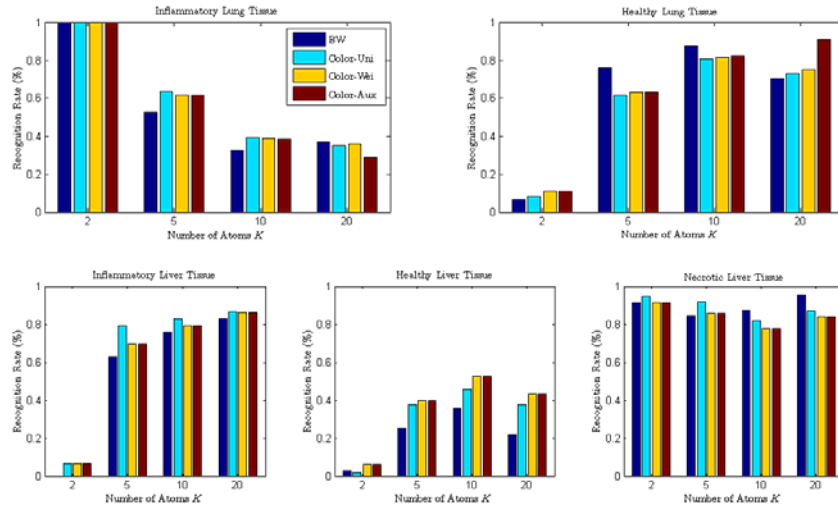 Inflammatory Lung Tissue
Healthy Lung Tissue
Recognition Rate (%)
1
0.8
0.6
0.4
0.2
0
2
5
10
20
Number of Atoms K
BW
Color-Uni
Color-Wei
Color-Aux
Recognition Rate (%)
1
0.8
0.6
0.4
0.2
0
2
5
10
20
Number of Atoms K
Inflammatory Liver Tissue
Healthy Liver Tissue
Necrotic Liver Tissue
Recognition Rate (%)
1
0.8
0.6
0.4
0.2
0
2
5
10
20
Number of Atoms K
Recognition Rate (%)
1
0.8
0.6
0.4
0.2
0
2
5
10
20
Number of Atoms K
Recognition Rate (%)
1
0.8
0.6
0.4
0.2
0
2
5
10
20
Number of Atoms K